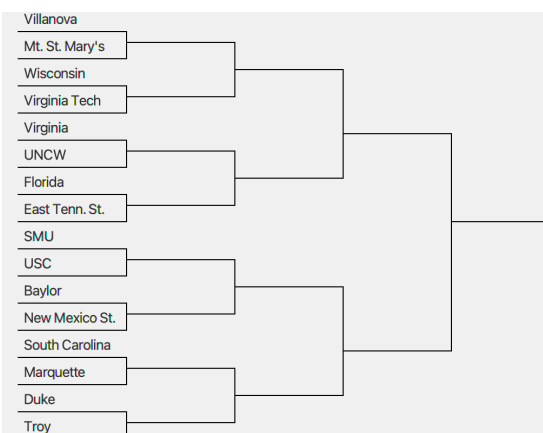 Villanova
Mt. St. Mary's
Wisconsin
Virginia Tech
Virginia
UNCW
Florida
East Tenn. St.
SMU
USC
Baylor
New Mexico St.
South Carolina
Marquette
Duke
Troy